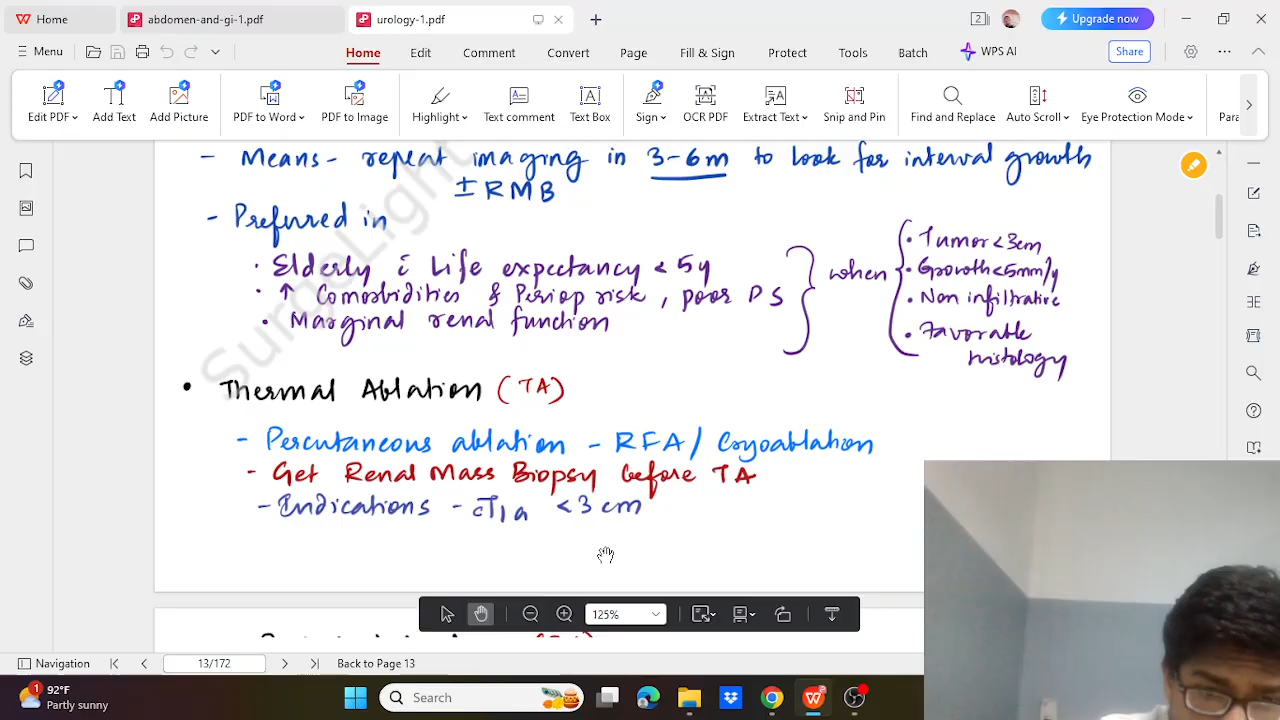 Home
abdomen-and-gi-1.pdf
urology-1.pdf
2
Upgrade now
Menu
Home
Edit
Comment
Convert
Page
Fill & Sign
Protect
Tools
Batch
WPS AI
Share
Edit PDF
Add Text
Add Picture
PDF to Word
PDF to Image
Highlight
Text comment
Text Box
Sign
OCR PDF
Extract Text
Snip and Pin
Find and Replace
Auto Scroll
Eye Protection Mode
Para
- Means- repeat imaging in 3-6m to look for interval growth
± RMB
- Preferred in
· Elderly c̄ Life expectancy < 5y
· ↑ Comorbidities & Periop risk, poor PS
· Marginal renal function
when
· Tumor < 3cm
· Growth < 5mm/y
· Non infiltrative
· Favorable
histology
SurgeLight
• Thermal Ablation (TA)
- Percutaneous ablation - RFA / Cryoablation
- Get Renal Mass Biopsy before TA
- Indications - cT1a < 3 cm
125%
Navigation
13/172
Back to Page 13
1
92°F
Partly sunny
Search